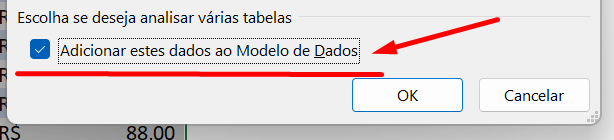 Escolha se deseja analisar várias tabelas
Adicionar estes dados ao Modelo de Dados
OK
Cancelar
R$ 88.00